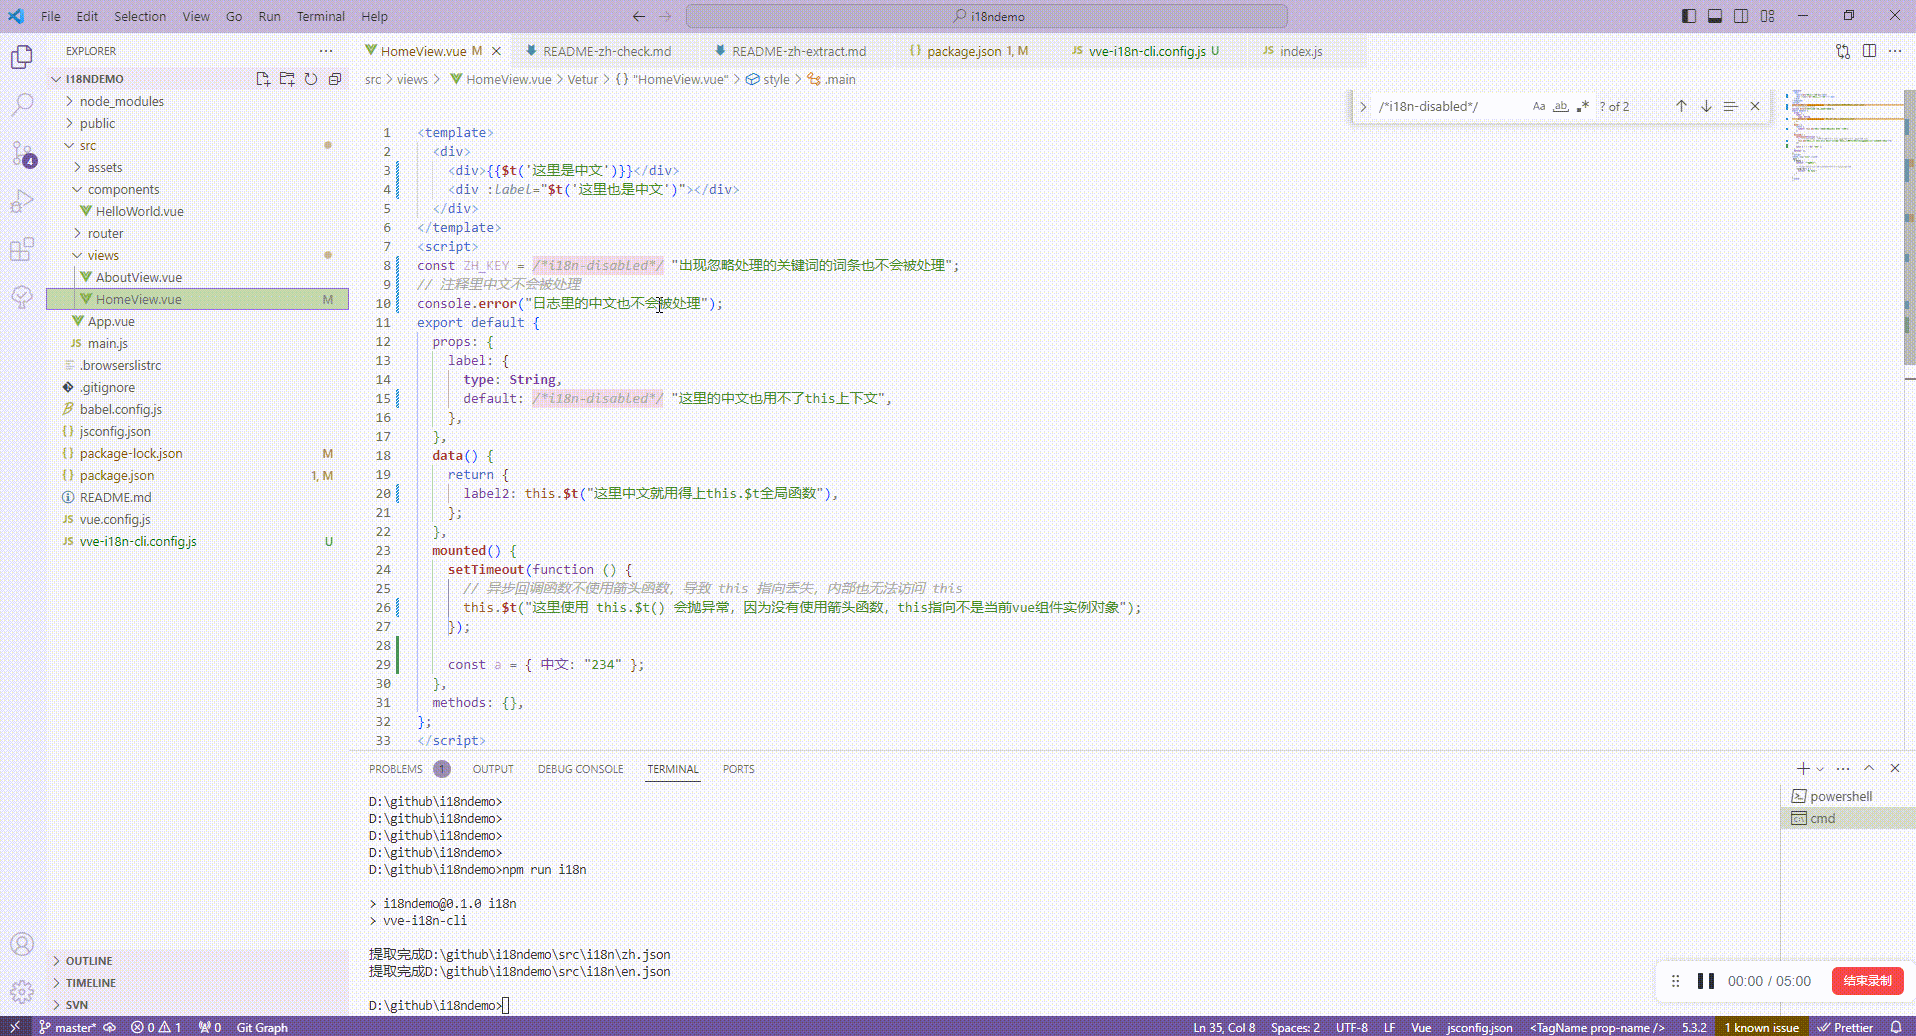 File Edit Selection View Go Run Terminal Help
i18ndemo
EXPLORER
I18NDEMO
node_modules
public
src
assets
components
HelloWorld.vue
router
views
AboutView.vue
HomeView.vue M
App.vue
main.js
.browserslistrc
.gitignore
babel.config.js
jsconfig.json
package-lock.json M
package.json 1, M
README.md
vue.config.js
vve-i18n-cli.config.js U
OUTLINE
TIMELINE
SVN
4
HomeView.vue M README-zh-check.md README-zh-extract.md package.json 1, M vve-i18n-cli.config.js U index.js
src > views > HomeView.vue > Vetur > {} "HomeView.vue" > style > .main
/*i18n-disabled*/ Aa ab ? of 2
1 <template>
2 <div>
3 <div>{{$t('这里是中文')}}</div>
4 <div :label="$t('这里也是中文')"></div>
5 </div>
6 </template>
7 <script>
8 const ZH_KEY = /*i18n-disabled*/ "出现忽略处理的关键词的词条也不会被处理";
9 // 注释里中文不会被处理
10 console.error("日志里的中文也不会被处理");
11 export default {
12 props: {
13 label: {
14 type: String,
15 default: /*i18n-disabled*/ "这里的中文也用不了this上下文",
16 },
17 },
18 data() {
19 return {
20 label2: this.$t("这里中文就用得上this.$t全局函数"),
21 };
22 },
23 mounted() {
24 setTimeout(function () {
25 // 异步回调函数不使用箭头函数，导致 this 指向丢失，内部也无法访问 this
26 this.$t("这里使用 this.$t() 会抛异常，因为没有使用箭头函数，this指向不是当前vue组件实例对象");
27 });
28
29 const a = { 中文: "234" };
30 },
31 methods: {},
32 };
33 </script>
PROBLEMS 1 OUTPUT DEBUG CONSOLE TERMINAL PORTS
D:\github\i18ndemo>
D:\github\i18ndemo>
D:\github\i18ndemo>
D:\github\i18ndemo>
D:\github\i18ndemo>npm run i18n
> i18ndemo@0.1.0 i18n
> vve-i18n-cli
提取完成D:\github\i18ndemo\src\i18n\zh.json
提取完成D:\github\i18ndemo\src\i18n\en.json
D:\github\i18ndemo>
powershell
cmd
00:00 / 05:00 结束录制
master* 0 1 0 Git Graph
Ln 35, Col 8 Spaces: 2 UTF-8 LF Vue jsconfig.json <TagName prop-name /> 5.3.2 1 known issue Prettier